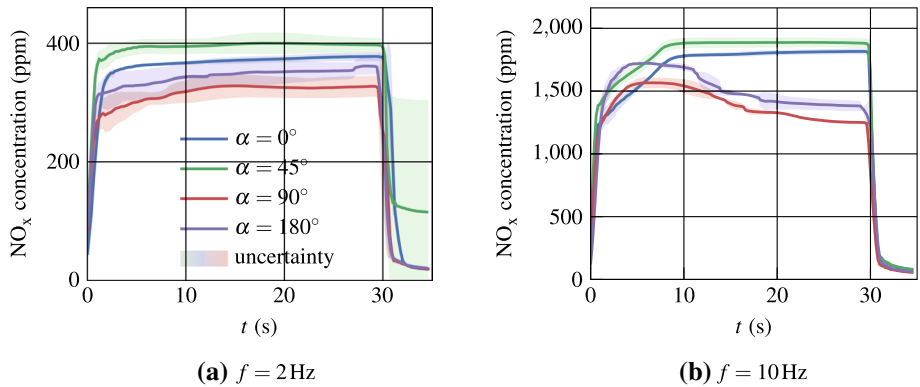 NOx concentration (ppm)
400
200
0
0
10
20
30
t (s)
α = 0°
α = 45°
α = 90°
α = 180°
uncertainty
(a) f = 2 Hz
NOx concentration (ppm)
2,000
1,500
1,000
500
0
0
10
20
30
t (s)
(b) f = 10 Hz